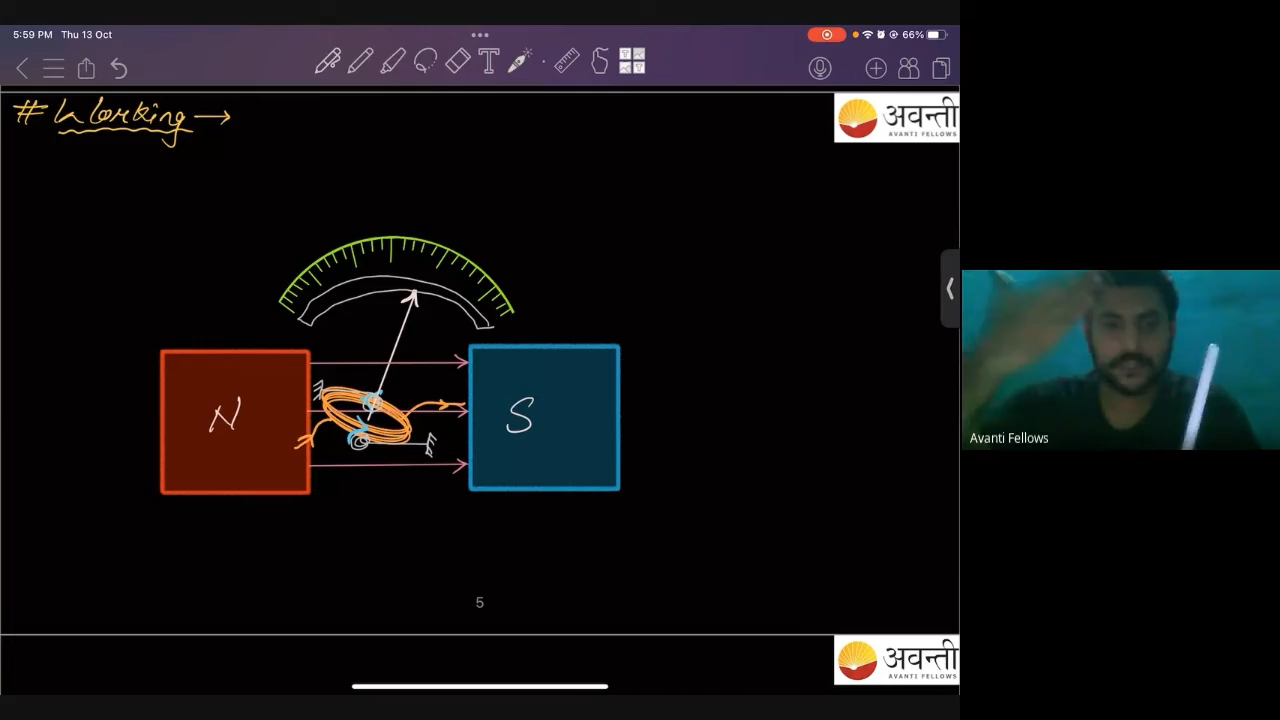 5:59 PM Thu 13 Oct
66%
# Working →
अवन्ती
AVANTI FELLOWS
N
S
Avanti Fellows
5
अवन्ती
AVANTI FELLOWS